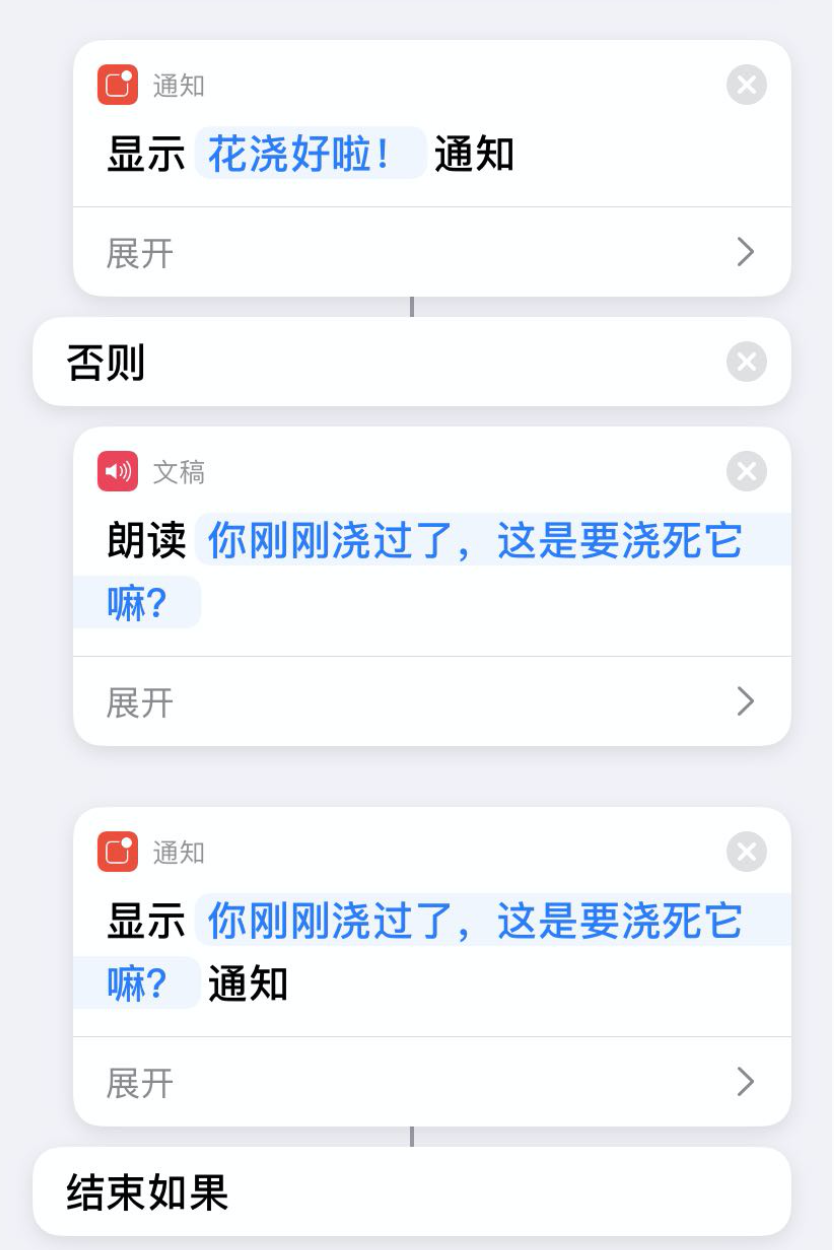 通知
显示 花浇好啦！ 通知
展开
否则
文稿
朗读 你刚刚浇过了，这是要浇死它
嘛？
展开
通知
显示 你刚刚浇过了，这是要浇死它
嘛？ 通知
展开
结束如果